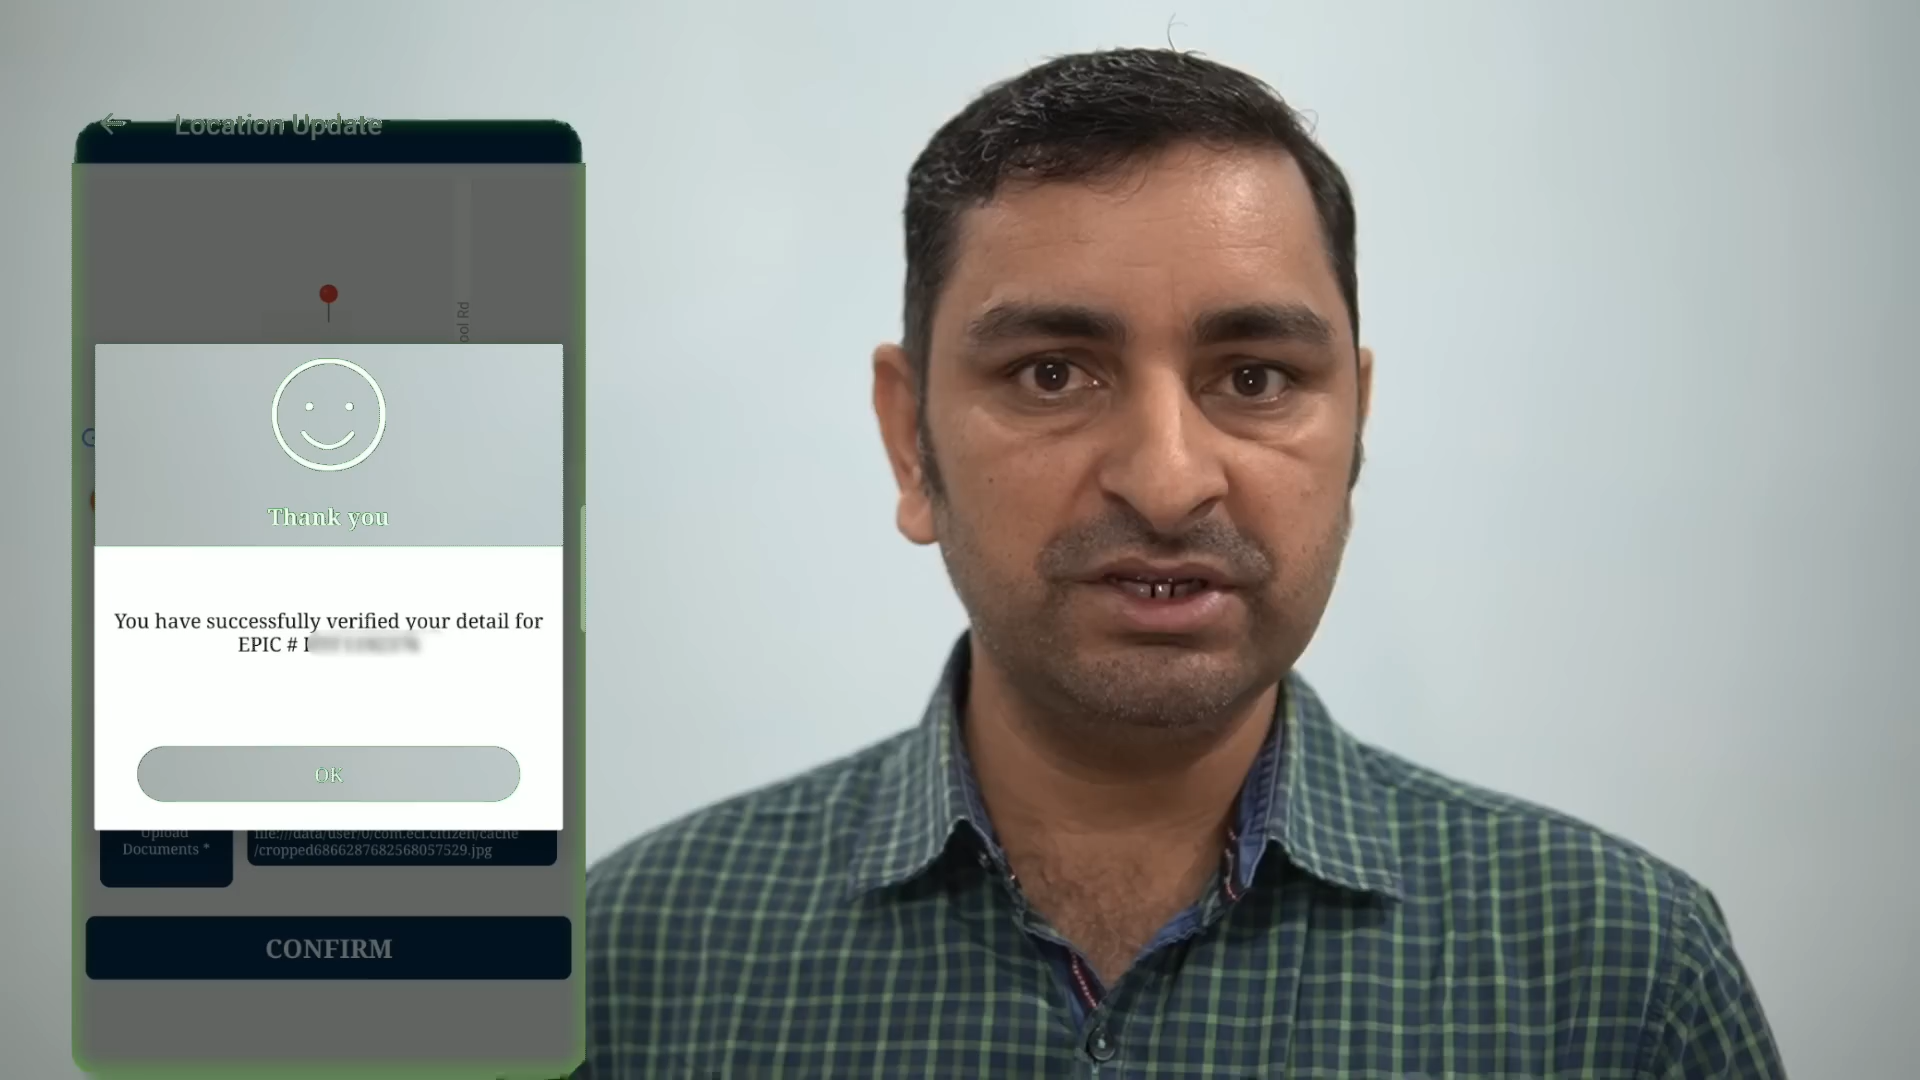 Location Update
ool Rd
Thank you
You have successfully verified your detail for
EPIC # I
OK
Upload
Documents *
file:///data/user/0/com.eci.citizen/cache
/cropped6866287682568057529.jpg
CONFIRM